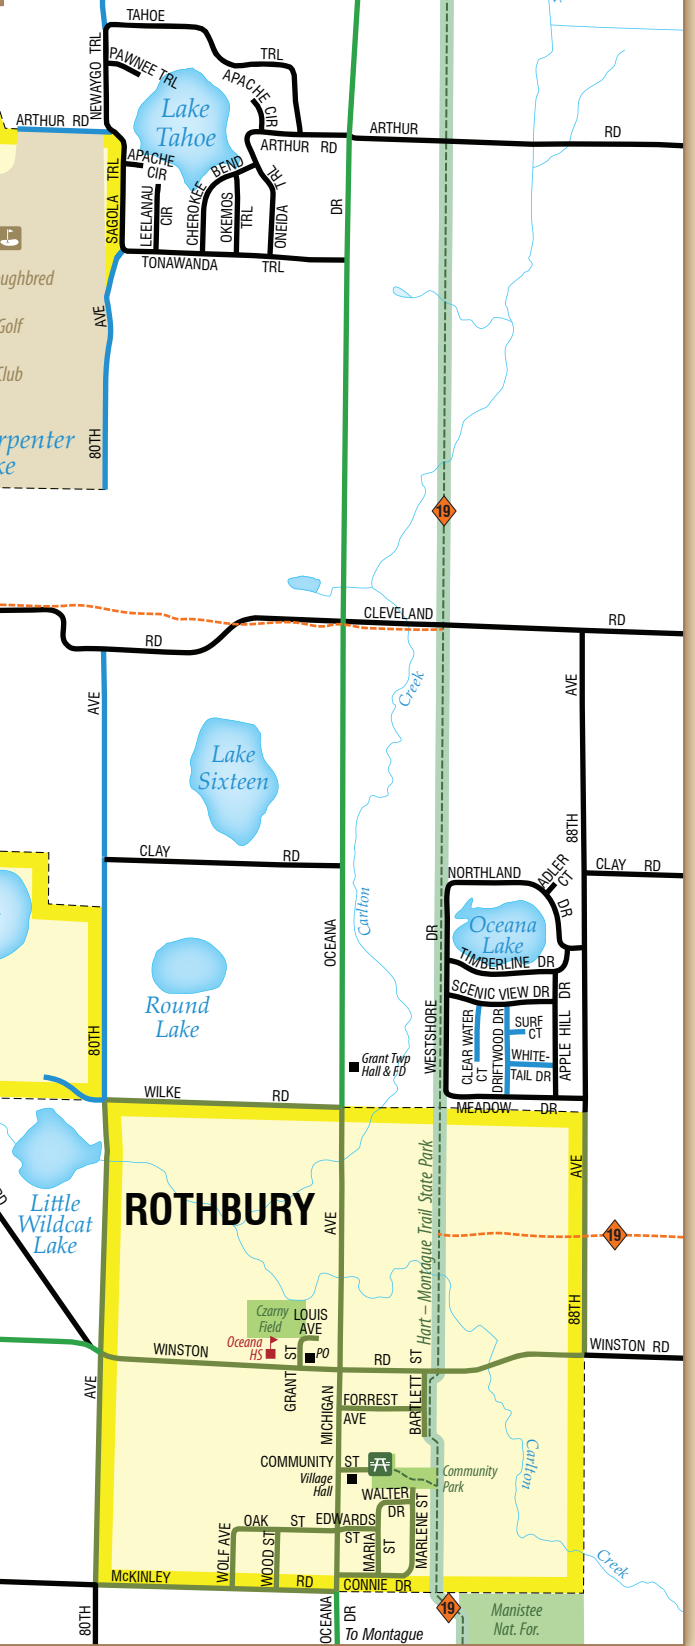 TAHOE
TRL
NEWAYGO TRL
PAWNEE TRL
APACHE CIR
Lake
Tahoe
ARTHUR RD
ARTHUR RD
ARTHUR
RD
APACHE
CIR
BEND
TRL
SAGOLA TRL
LEELANAU
CIR
CHEROKEE
OKEMOS
TRL
ONEIDA
DR
TONAWANDA
TRL
oughbred
Golf
Club
AVE
80TH
rpenter
ke
19
CLEVELAND
RD
RD
AVE
AVE
Creek
Lake
Sixteen
88TH
CLAY
RD
CLAY RD
ADLER
CT
NORTHLAND
DR
Carlton
OCEANA
DR
Oceana
Lake
TIMBERLINE DR
SCENIC VIEW DR
DR
Round
Lake
WESTSHORE
CLEAR WATER
CT
DRIFTWOOD DR
SURF
CT
WHITE-
TAIL DR
APPLE HILL
80TH
Grant Twp
Hall & FD
WILKE
RD
MEADOW
DR
Hart – Montague Trail State Park
AVE
RD
ROTHBURY
Little
Wildcat
Lake
AVE
19
88TH
Czarny
Field
LOUIS
AVE
Oceana
HS
PO
WINSTON
RD
WINSTON RD
GRANT ST
AVE
MICHIGAN
FORREST
AVE
BARTLETT ST
COMMUNITY ST
Village
Hall
Community
Park
Carlton
WALTER
DR
OAK
ST
EDWARDS
ST
WOLF AVE
WOOD ST
MARIA
ST
MARLENE ST
Creek
McKINLEY
RD
CONNIE DR
80TH
OCEANA
DR
To Montague
19
Manistee
Nat. For.